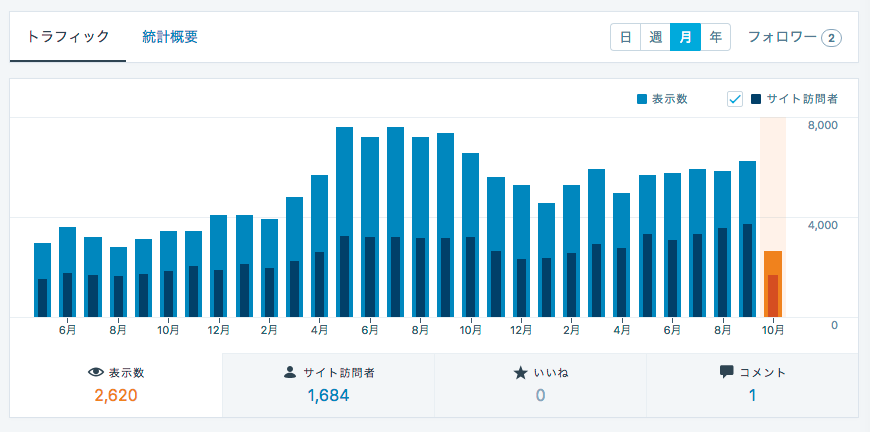 トラフィック 統計概要 日 週 月 年 フォロワー 2
表示数 サイト訪問者
8,000
4,000
0
6月 8月 10月 12月 2月 4月 6月 8月 10月 12月 2月 4月 6月 8月 10月
表示数 サイト訪問者 いいね コメント
2,620 1,684 0 1